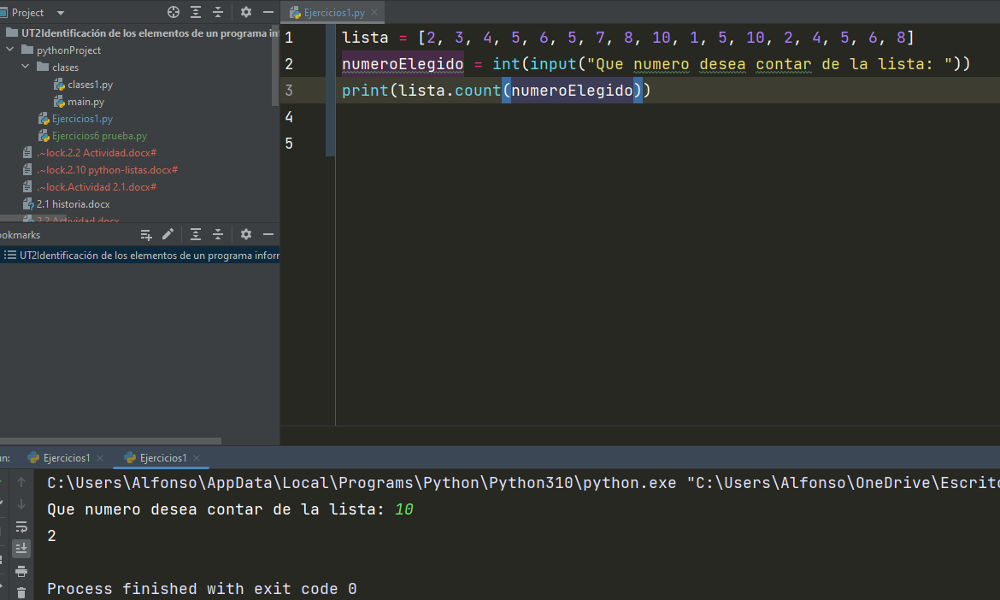 Project
Ejercicios1.py
UT2Identificación de los elementos de un programa in
pythonProject
clases
clases1.py
main.py
Ejercicios1.py
Ejercicios6 prueba.py
.~lock.2.2 Actividad.docx#
.~lock.2.10 python-listas.docx#
.~lock.Actividad 2.1.docx#
2.1 historia.docx
2.2 Actividad.docx
ookmarks
UT2Identificación de los elementos de un programa infor
1 lista = [2, 3, 4, 5, 6, 5, 7, 8, 10, 1, 5, 10, 2, 4, 5, 6, 8]
2 numeroElegido = int(input("Que numero desea contar de la lista: "))
3 print(lista.count(numeroElegido))
4
5
un: Ejercicios1 Ejercicios1
C:\Users\Alfonso\AppData\Local\Programs\Python\Python310\python.exe "C:\Users\Alfonso\OneDrive\Escrito
Que numero desea contar de la lista: 10
2
Process finished with exit code 0